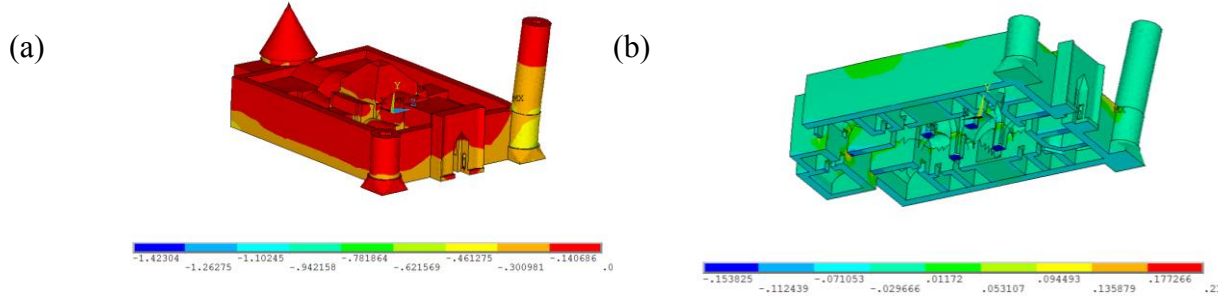 (a)
(b)
Y
Z
MX
Y
MX
-1.42304 -1.10245 -.781864 -.461275 -.140686
-1.26275 -.942158 -.621569 -.300981 .0
-.153825 -.071053 .01172 .094493 .177266
-.112439 -.029666 .053107 .135879